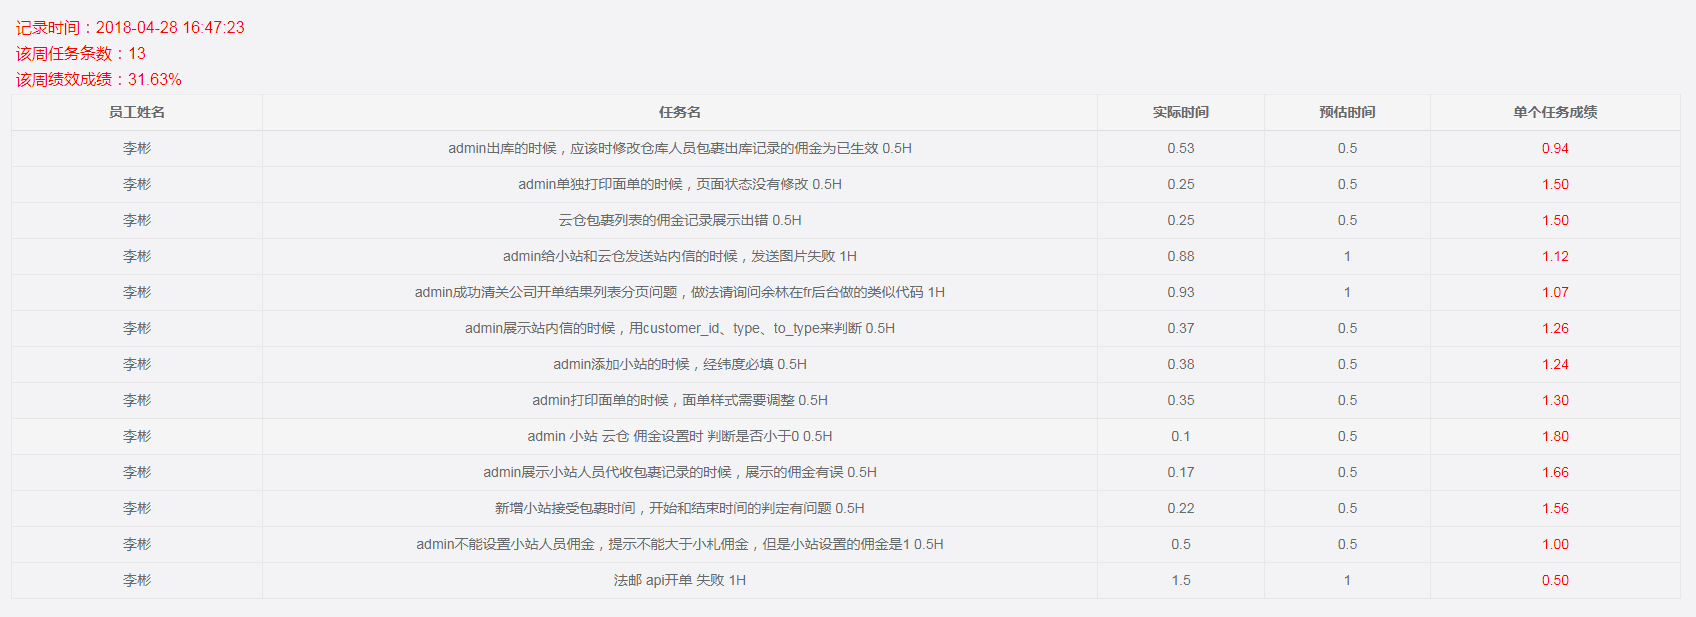 记录时间：2018-04-28 16:47:23
该周任务条数：13
该周绩效成绩：31.63%
员工姓名 任务名 实际时间 预估时间 单个任务成绩
李彬 admin出库的时候，应该时修改仓库人员包裹出库记录的佣金为已生效 0.5H 0.53 0.5 0.94
李彬 admin单独打印面单的时候，页面状态没有修改 0.5H 0.25 0.5 1.50
李彬 云仓包裹列表的佣金记录展示出错 0.5H 0.25 0.5 1.50
李彬 admin给小站和云仓发送站内信的时候，发送图片失败 1H 0.88 1 1.12
李彬 admin成功清关公司开单结果列表分页问题，做法请询问余林在fr后台做的类似代码 1H 0.93 1 1.07
李彬 admin展示站内信的时候，用customer_id、type、to_type来判断 0.5H 0.37 0.5 1.26
李彬 admin添加小站的时候，经纬度必填 0.5H 0.38 0.5 1.24
李彬 admin打印面单的时候，面单样式需要调整 0.5H 0.35 0.5 1.30
李彬 admin 小站 云仓 佣金设置时 判断是否小于0 0.5H 0.1 0.5 1.80
李彬 admin展示小站人员代收包裹记录的时候，展示的佣金有误 0.5H 0.17 0.5 1.66
李彬 新增小站接受包裹时间，开始和结束时间的判定有问题 0.5H 0.22 0.5 1.56
李彬 admin不能设置小站人员佣金，提示不能大于小札佣金，但是小站设置的佣金是1 0.5H 0.5 0.5 1.00
李彬 法邮 api开单 失败 1H 1.5 1 0.50